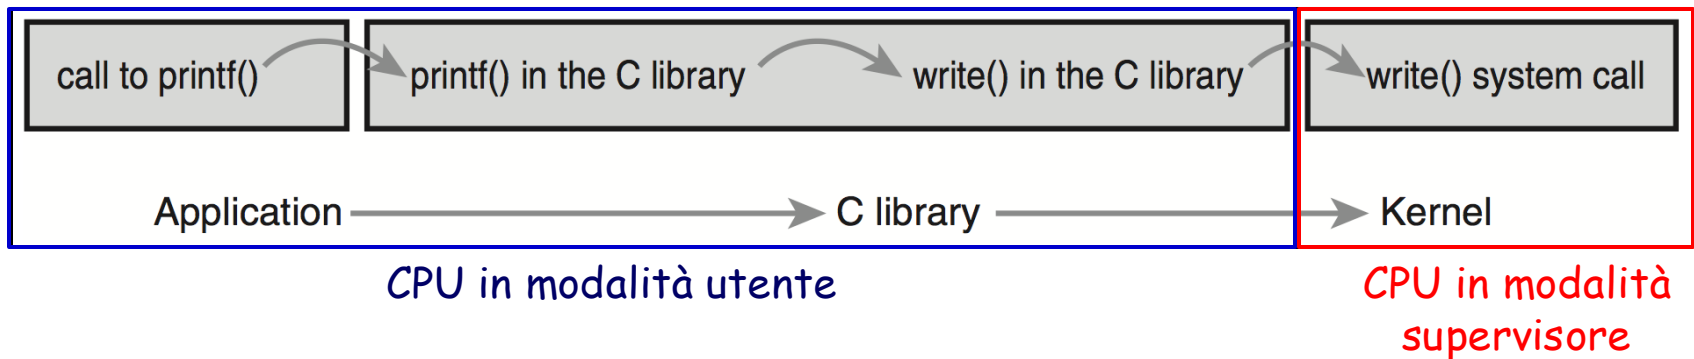 call to printf()
printf() in the C library
write() in the C library
write() system call
Application
C library
Kernel
CPU in modalità utente
CPU in modalità
supervisore